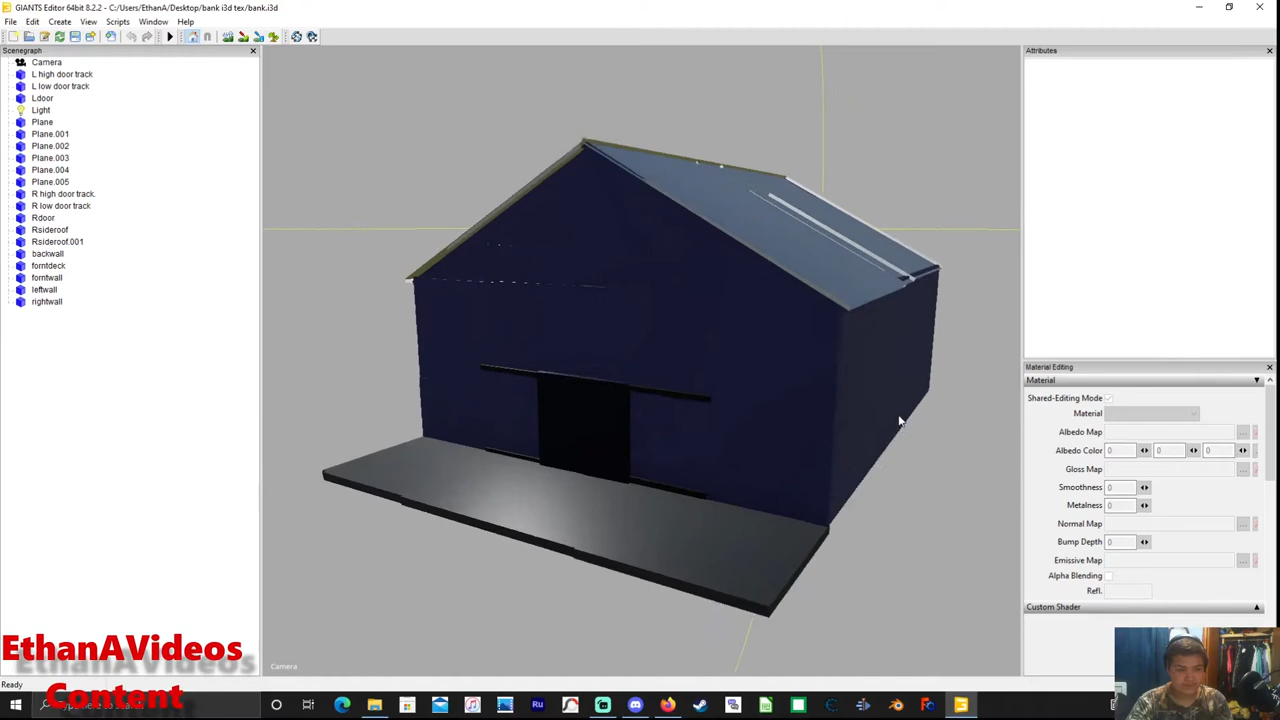 GIANTS Editor 64bit 8.2.2 - C:/Users/EthanA/Desktop/bank i3d tex/bank.i3d
File Edit Create View Scripts Window Help
Scenegraph
Camera
L high door track
L low door track
Ldoor
Light
Plane
Plane.001
Plane.002
Plane.003
Plane.004
Plane.005
R high door track.
R low door track
Rdoor
Rsideroof
Rsideroof.001
backwall
forntdeck
forntwall
leftwall
rightwall
Camera
Attributes
Material Editing
Material
Shared-Editing Mode
Material
Albedo Map
Albedo Color 0 0 0
Gloss Map
Smoothness 0
Metalness 0
Normal Map
Bump Depth 0
Emissive Map
Alpha Blending
Refl.
Custom Shader
EthanAVideos
Content
Ready
to search